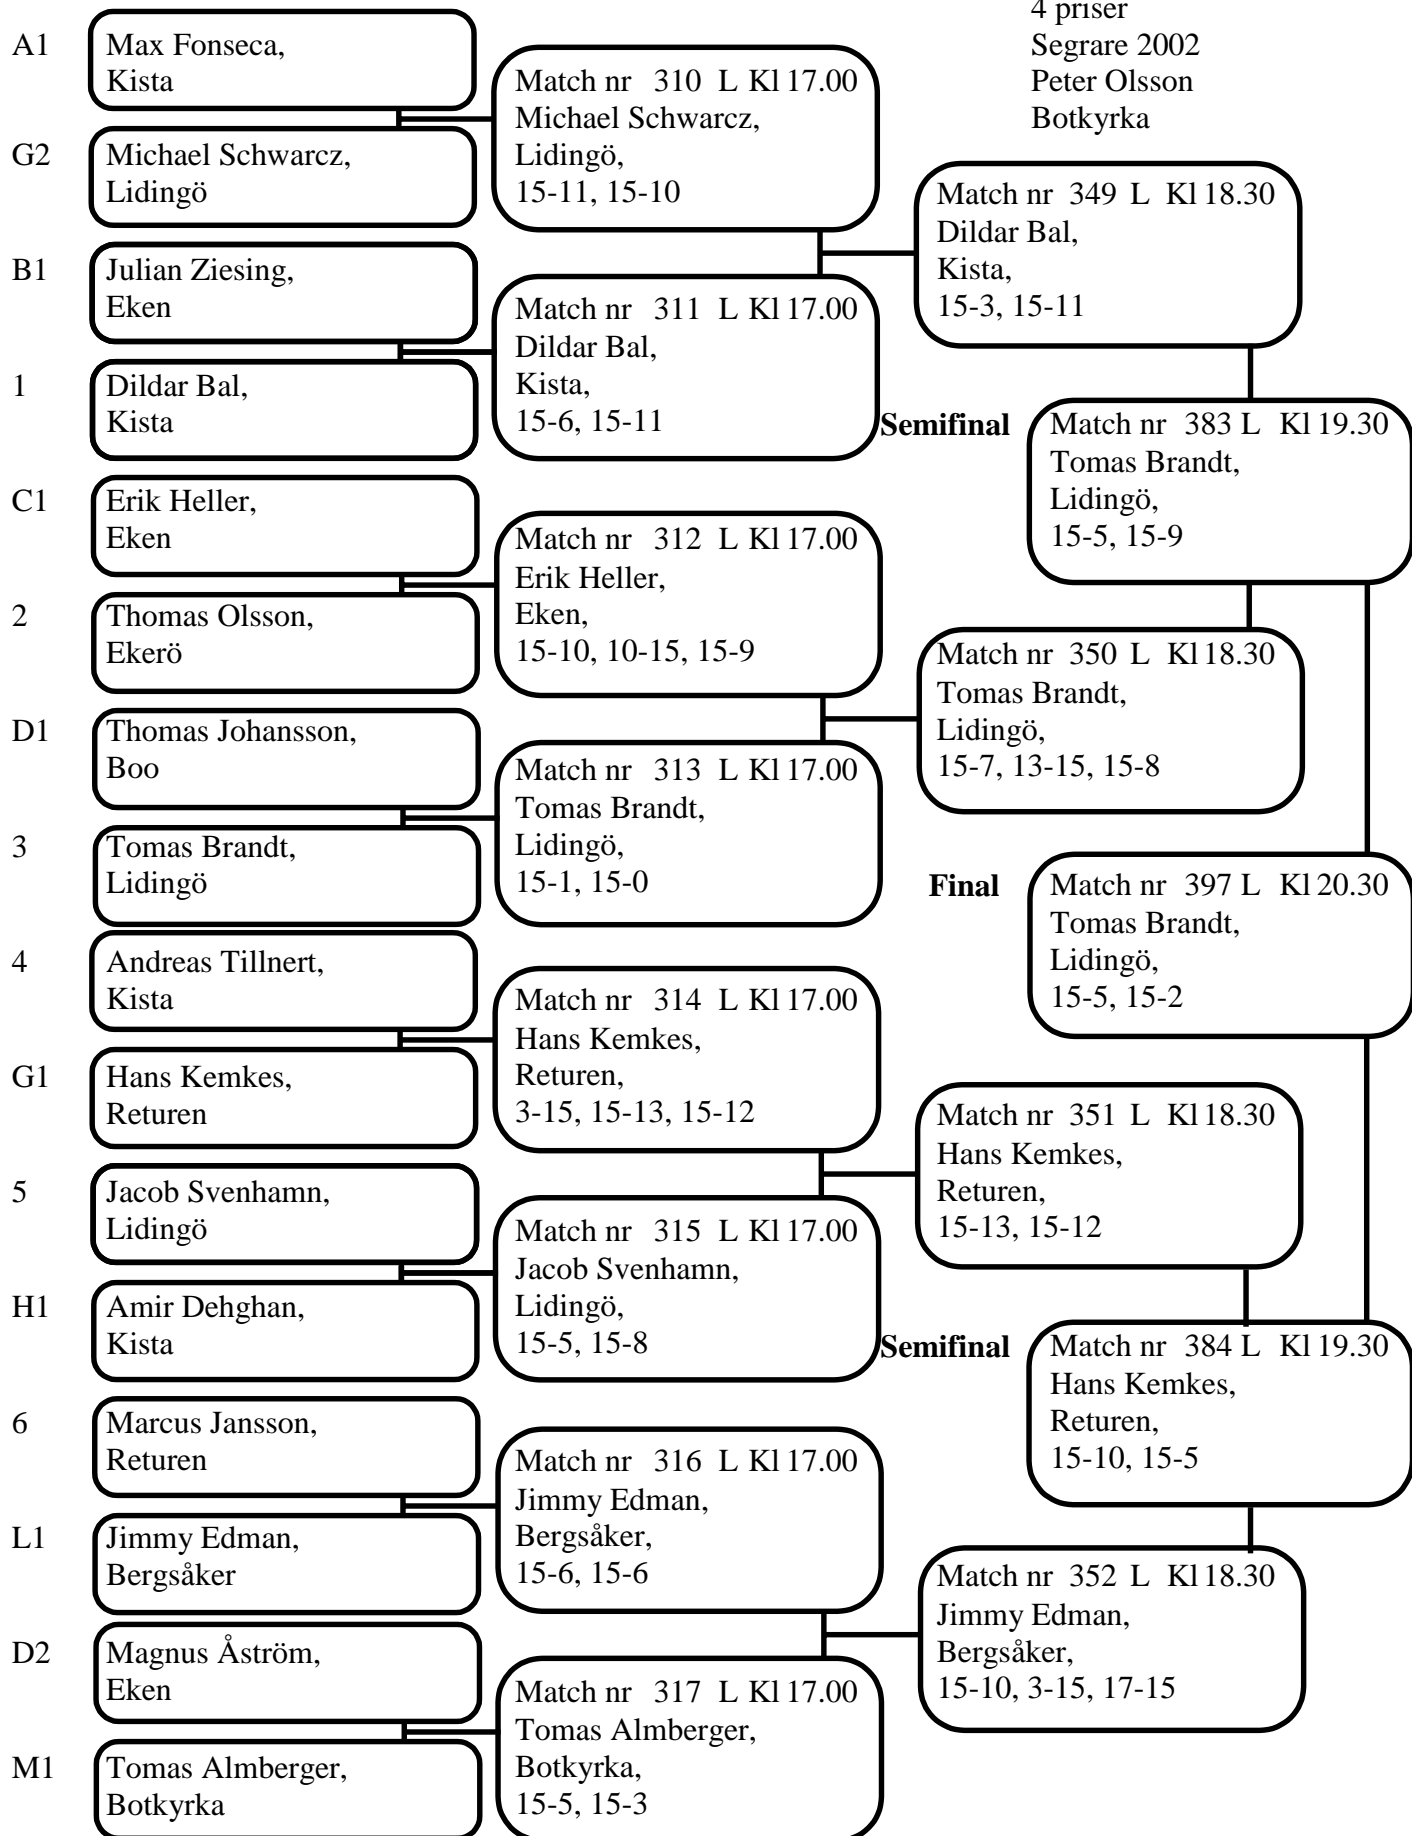 4 priser
Segrare 2002
Peter Olsson
Botkyrka
A1
Max Fonseca,
Kista
G2
Michael Schwarcz,
Lidingö
B1
Julian Ziesing,
Eken
1
Dildar Bal,
Kista
C1
Erik Heller,
Eken
2
Thomas Olsson,
Ekerö
D1
Thomas Johansson,
Boo
3
Tomas Brandt,
Lidingö
4
Andreas Tillnert,
Kista
G1
Hans Kemkes,
Returen
5
Jacob Svenhamn,
Lidingö
H1
Amir Dehghan,
Kista
6
Marcus Jansson,
Returen
L1
Jimmy Edman,
Bergsåker
D2
Magnus Åström,
Eken
M1
Tomas Almberger,
Botkyrka
Match nr 310 L Kl 17.00
Michael Schwarcz,
Lidingö,
15-11, 15-10
Match nr 311 L Kl 17.00
Dildar Bal,
Kista,
15-6, 15-11
Match nr 312 L Kl 17.00
Erik Heller,
Eken,
15-10, 10-15, 15-9
Match nr 313 L Kl 17.00
Tomas Brandt,
Lidingö,
15-1, 15-0
Match nr 314 L Kl 17.00
Hans Kemkes,
Returen,
3-15, 15-13, 15-12
Match nr 315 L Kl 17.00
Jacob Svenhamn,
Lidingö,
15-5, 15-8
Match nr 316 L Kl 17.00
Jimmy Edman,
Bergsåker,
15-6, 15-6
Match nr 317 L Kl 17.00
Tomas Almberger,
Botkyrka,
15-5, 15-3
Match nr 349 L Kl 18.30
Dildar Bal,
Kista,
15-3, 15-11
Match nr 350 L Kl 18.30
Tomas Brandt,
Lidingö,
15-7, 13-15, 15-8
Match nr 351 L Kl 18.30
Hans Kemkes,
Returen,
15-13, 15-12
Match nr 352 L Kl 18.30
Jimmy Edman,
Bergsåker,
15-10, 3-15, 17-15
Semifinal
Match nr 383 L Kl 19.30
Tomas Brandt,
Lidingö,
15-5, 15-9
Final
Match nr 397 L Kl 20.30
Tomas Brandt,
Lidingö,
15-5, 15-2
Semifinal
Match nr 384 L Kl 19.30
Hans Kemkes,
Returen,
15-10, 15-5